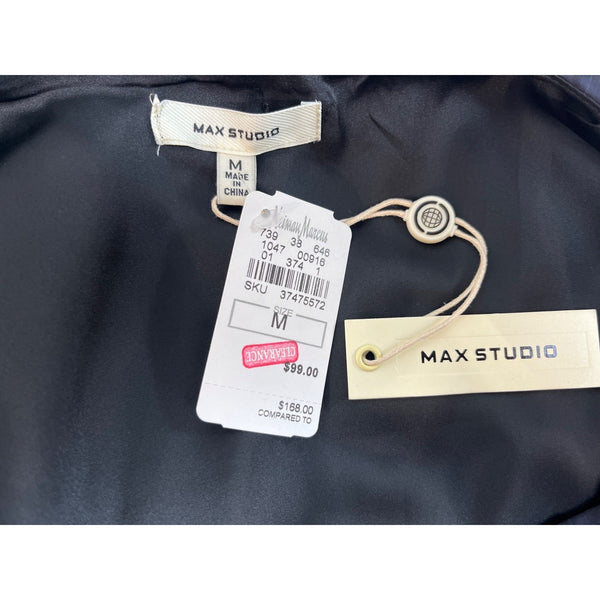 MAX STUDIO
M
MADE
IN
CHINA
Neiman Marcus
739 38 646
1047 00916
01 374 1
SKU 37475572
SIZE
M
CLEARANCE
$99.00
$168.00
COMPARED TO
MAX STUDIO